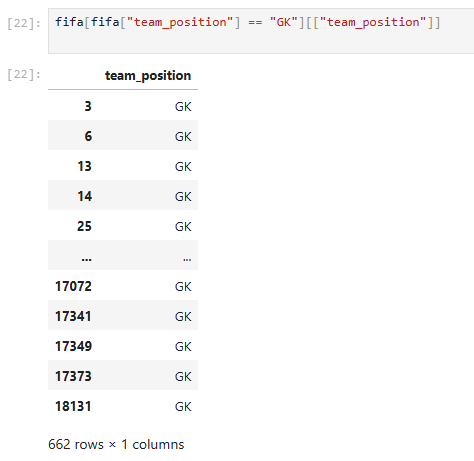 [22]: fifa[fifa["team_position"] == "GK"][["team_position"]]
[22]: team_position
3 GK
6 GK
13 GK
14 GK
25 GK
... ...
17072 GK
17341 GK
17349 GK
17373 GK
18131 GK
662 rows × 1 columns